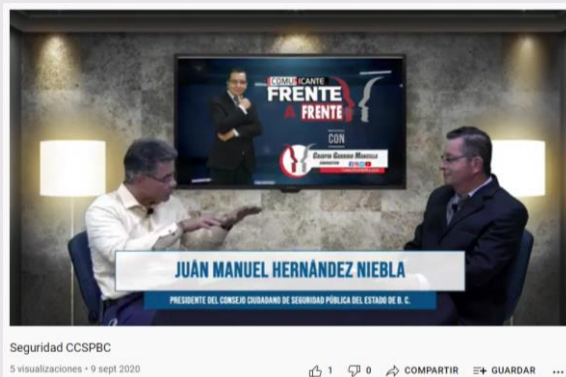 COMUNICANTE
FRENTE
A FRENTE
CON
JUÁN MANUEL HERNÁNDEZ NIEBLA
PRESIDENTE DEL CONSEJO CIUDADANO DE SEGURIDAD PÚBLICA DEL ESTADO DE B. C.
Seguridad CCSPBC
5 visualizaciones • 9 sept 2020
1 0 COMPARTIR GUARDAR ...